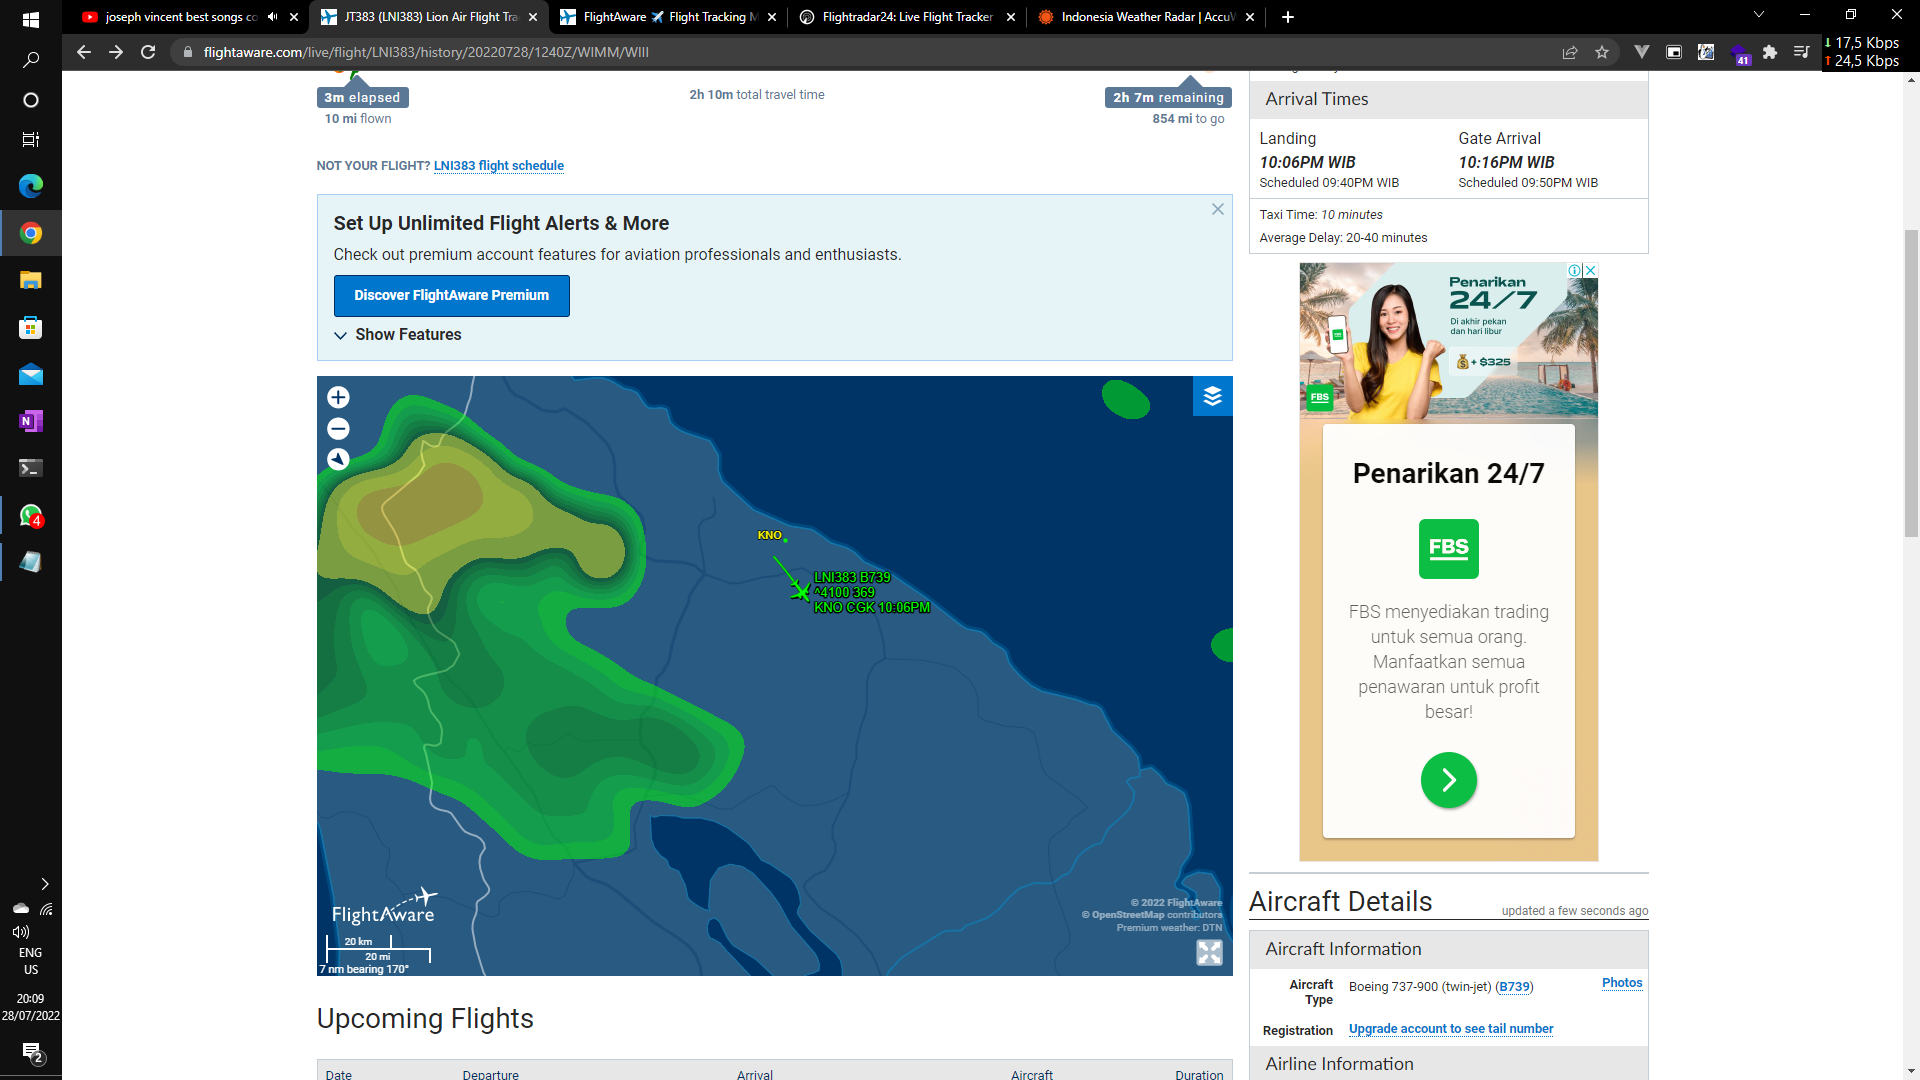 joseph vincent best songs co
JT383 (LNI383) Lion Air Flight Tra
FlightAware ✈️ Flight Tracking M
Flightradar24: Live Flight Tracker
Indonesia Weather Radar | AccuW
flightaware.com/live/flight/LNI383/history/20220728/1240Z/WIMM/WIII
41
17,5 Kbps
24,5 Kbps
3m elapsed
2h 10m total travel time
2h 7m remaining
10 mi flown
854 mi to go
NOT YOUR FLIGHT? LNI383 flight schedule
Set Up Unlimited Flight Alerts & More
Check out premium account features for aviation professionals and enthusiasts.
Discover FlightAware Premium
Show Features
KNO
LNI383 B739
^4100 369
KNO CGK 10:06PM
FlightAware
20 km
20 mi
7 nm bearing 170°
© 2022 FlightAware
© OpenStreetMap contributors
Premium weather: DTN
Upcoming Flights
Date
Departure
Arrival
Aircraft
Duration
Arrival Times
Landing
Gate Arrival
10:06PM WIB
10:16PM WIB
Scheduled 09:40PM WIB
Scheduled 09:50PM WIB
Taxi Time: 10 minutes
Average Delay: 20-40 minutes
Penarikan
24/7
Di akhir pekan
dan hari libur
+ $325
FBS
Penarikan 24/7
FBS
FBS menyediakan trading
untuk semua orang.
Manfaatkan semua
penawaran untuk profit
besar!
Aircraft Details
updated a few seconds ago
Aircraft Information
Aircraft
Type
Boeing 737-900 (twin-jet) (B739)
Photos
Registration
Upgrade account to see tail number
Airline Information
N
4
ENG
US
20:09
28/07/2022
2